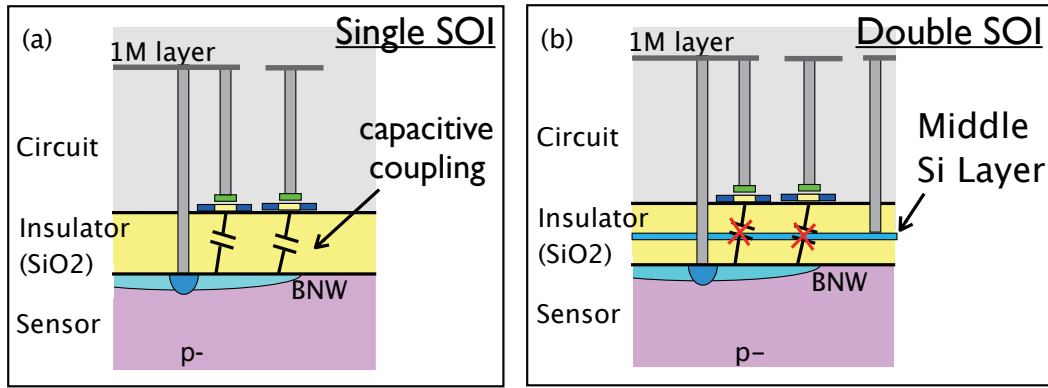 (a)
Single SOI
1M layer
Circuit
capacitive
coupling
Insulator
(SiO2)
BNW
Sensor
p-
(b)
Double SOI
1M layer
Middle
Si Layer
Circuit
Insulator
(SiO2)
BNW
Sensor
p−